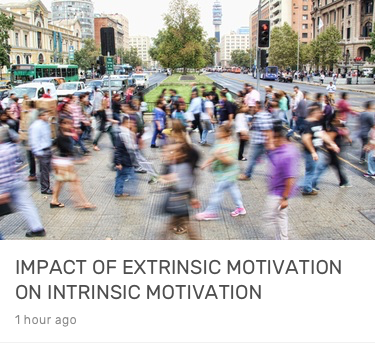 IMPACT OF EXTRINSIC MOTIVATION
ON INTRINSIC MOTIVATION
1 hour ago